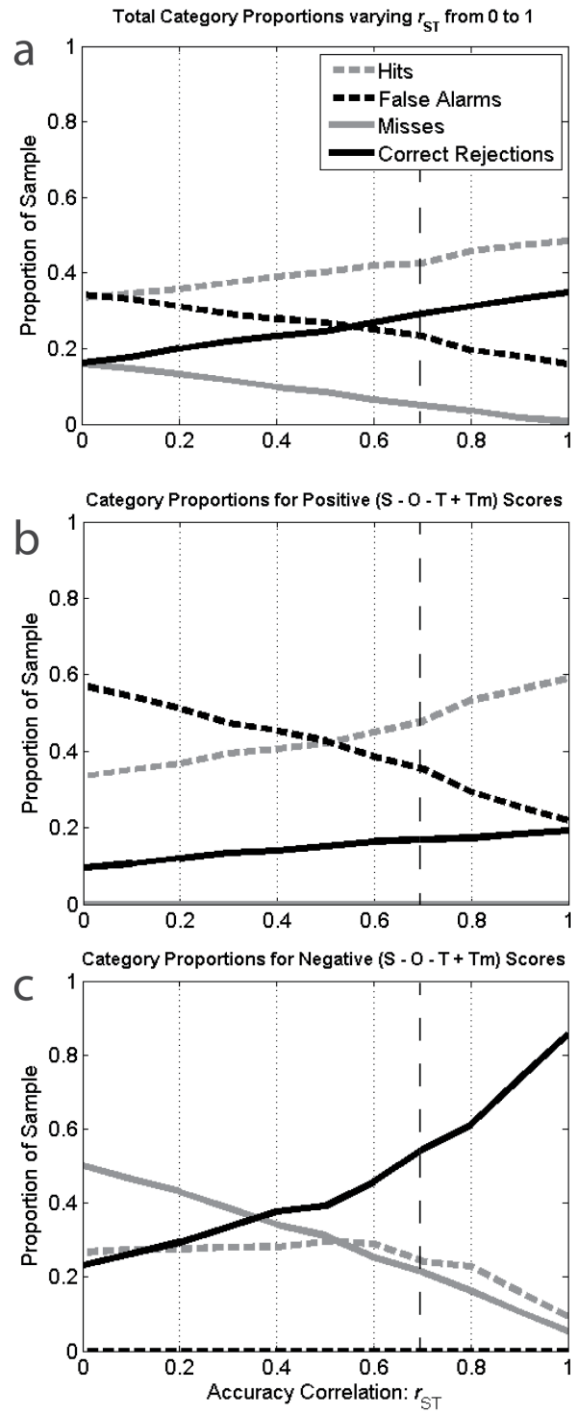 Total Category Proportions varying rST from 0 to 1
a
1
0.8
0.6
0.4
0.2
0
Proportion of Sample
Hits
False Alarms
Misses
Correct Rejections
0 0.2 0.4 0.6 0.8 1
Category Proportions for Positive (S - O - T + Tm) Scores
b
1
0.8
0.6
0.4
0.2
0
Proportion of Sample
0 0.2 0.4 0.6 0.8 1
Category Proportions for Negative (S - O - T + Tm) Scores
c
1
0.8
0.6
0.4
0.2
0
Proportion of Sample
0 0.2 0.4 0.6 0.8 1
Accuracy Correlation: rST